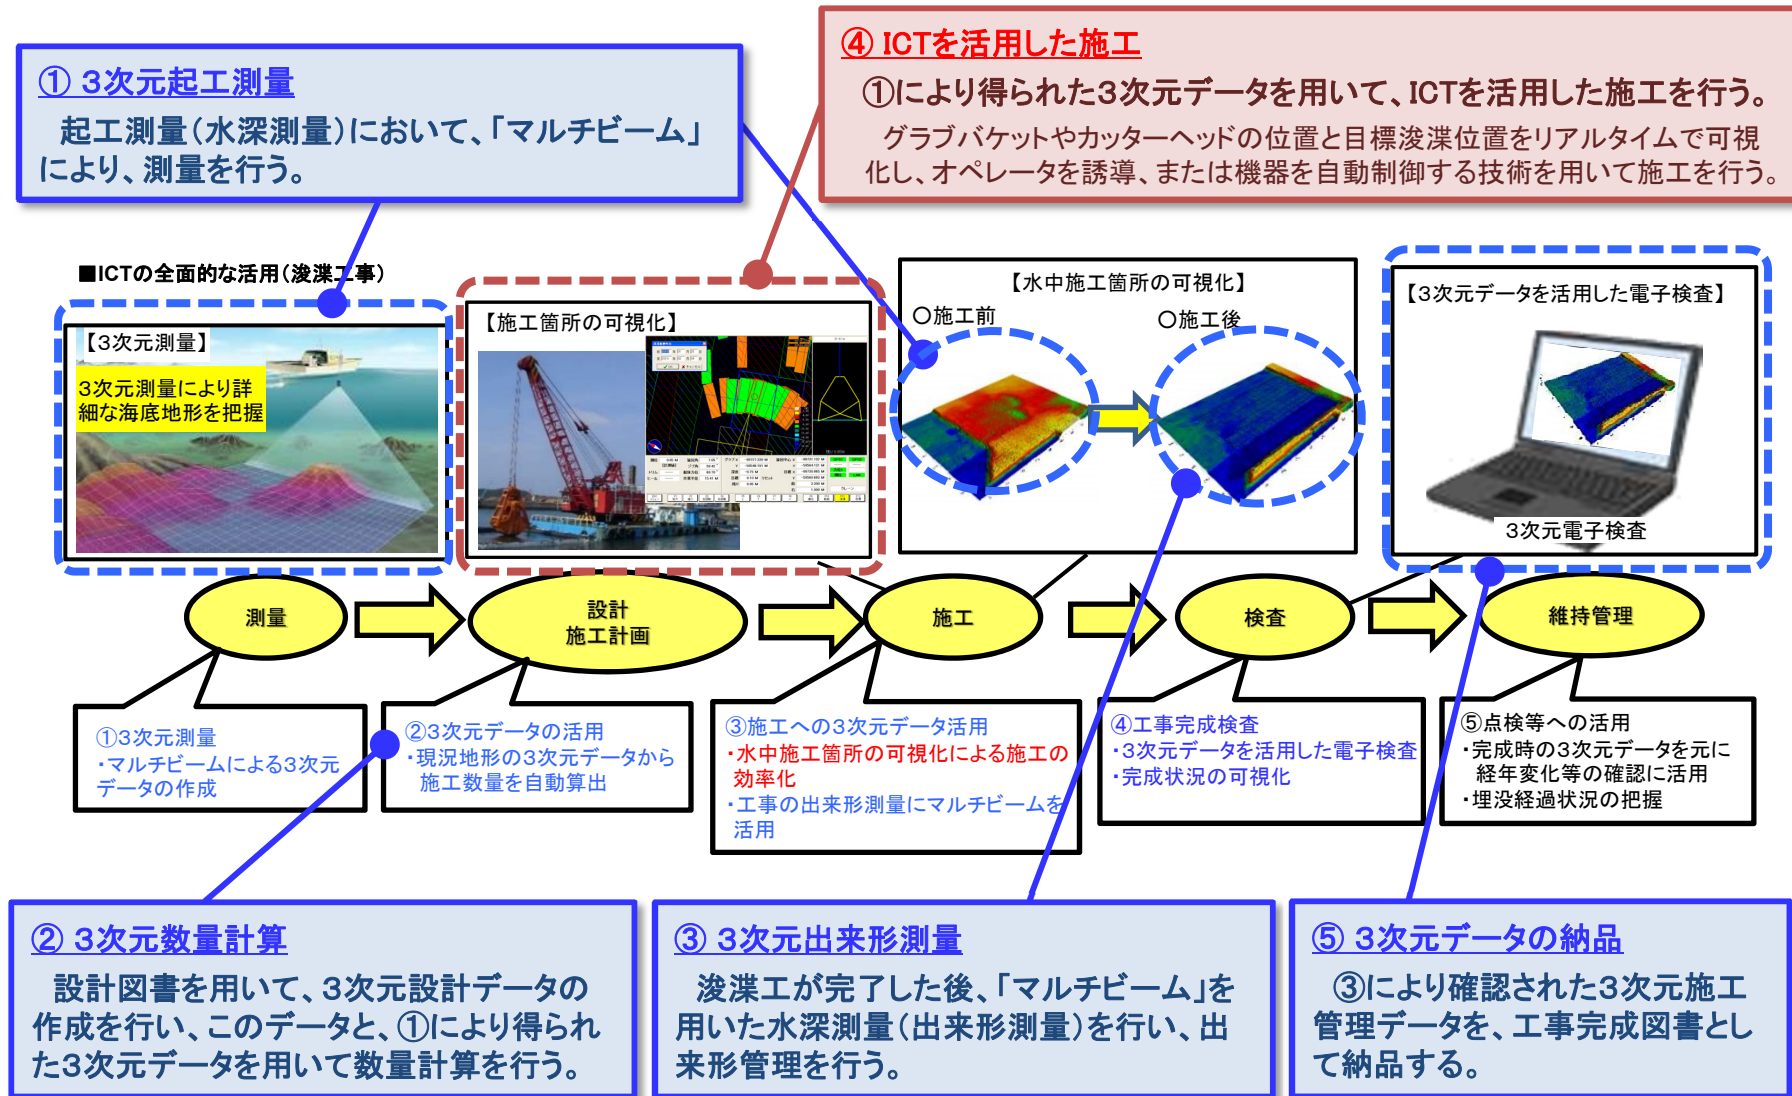 ① ３次元起工測量
起工測量（水深測量）において、「マルチビーム」
により、測量を行う。
④ ICTを活用した施工
①により得られた３次元データを用いて、ICTを活用した施工を行う。
グラブバケットやカッターヘッドの位置と目標浚渫位置をリアルタイムで可視
化し、オペレータを誘導、または機器を自動制御する技術を用いて施工を行う。
■ICTの全面的な活用（浚渫工事）
【３次元測量】
３次元測量により詳
細な海底地形を把握
【施工箇所の可視化】
【水中施工箇所の可視化】
○施工前
○施工後
【３次元データを活用した電子検査】
３次元電子検査
測量
設計
施工計画
施工
検査
維持管理
①３次元測量
・マルチビームによる３次元
データの作成
②３次元データの活用
・現況地形の３次元データから
施工数量を自動算出
③施工への３次元データ活用
・水中施工箇所の可視化による施工の
効率化
・工事の出来形測量にマルチビームを
活用
④工事完成検査
・３次元データを活用した電子検査
・完成状況の可視化
⑤点検等への活用
・完成時の３次元データを元に
経年変化等の確認に活用
・埋没経過状況の把握
② ３次元数量計算
設計図書を用いて、３次元設計データの
作成を行い、このデータと、①により得られ
た３次元データを用いて数量計算を行う。
③ ３次元出来形測量
浚渫工が完了した後、「マルチビーム」を
用いた水深測量（出来形測量）を行い、出
来形管理を行う。
⑤ ３次元データの納品
③により確認された３次元施工
管理データを、工事完成図書とし
て納品する。